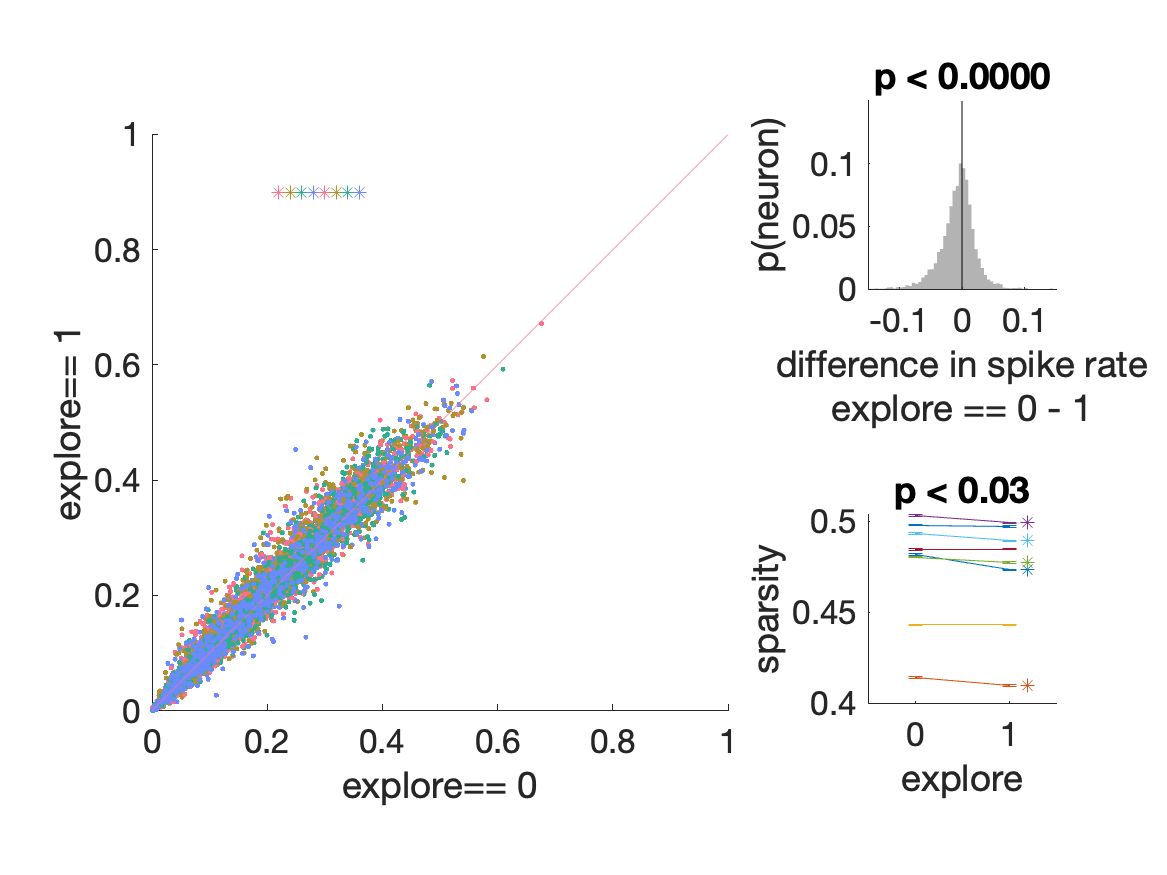 1
0.8
0.6
0.4
0.2
0
0 0.2 0.4 0.6 0.8 1
explore== 1
explore== 0
p < 0.0000
p(neuron)
0.1
0.05
0
-0.1 0 0.1
difference in spike rate
explore == 0 - 1
p < 0.03
sparsity
0.5
0.45
0.4
0 1
explore